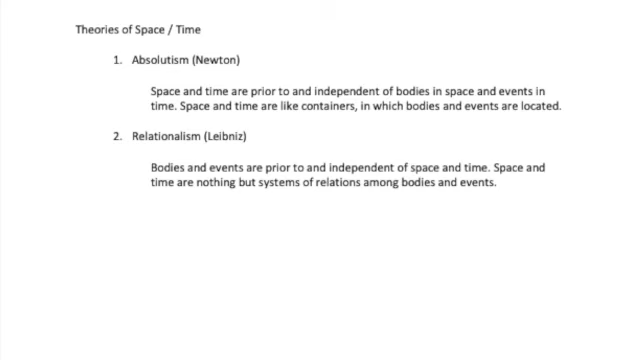 Theories of Space / Time
1. Absolutism (Newton)
Space and time are prior to and independent of bodies in space and events in
time. Space and time are like containers, in which bodies and events are located.
2. Relationalism (Leibniz)
Bodies and events are prior to and independent of space and time. Space and
time are nothing but systems of relations among bodies and events.